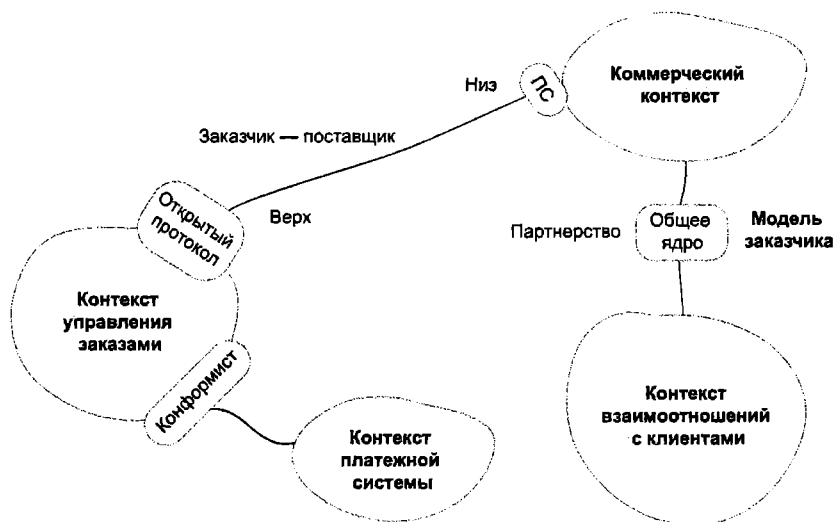 Коммерческий
контекст
ПС
Низ
Заказчик — поставщик
Верх
Открытый
протокол
Партнерство
Общее
ядро
Модель
заказчика
Контекст
управления
заказами
Конформист
Контекст
платежной
системы
Контекст
взаимоотношений
с клиентами